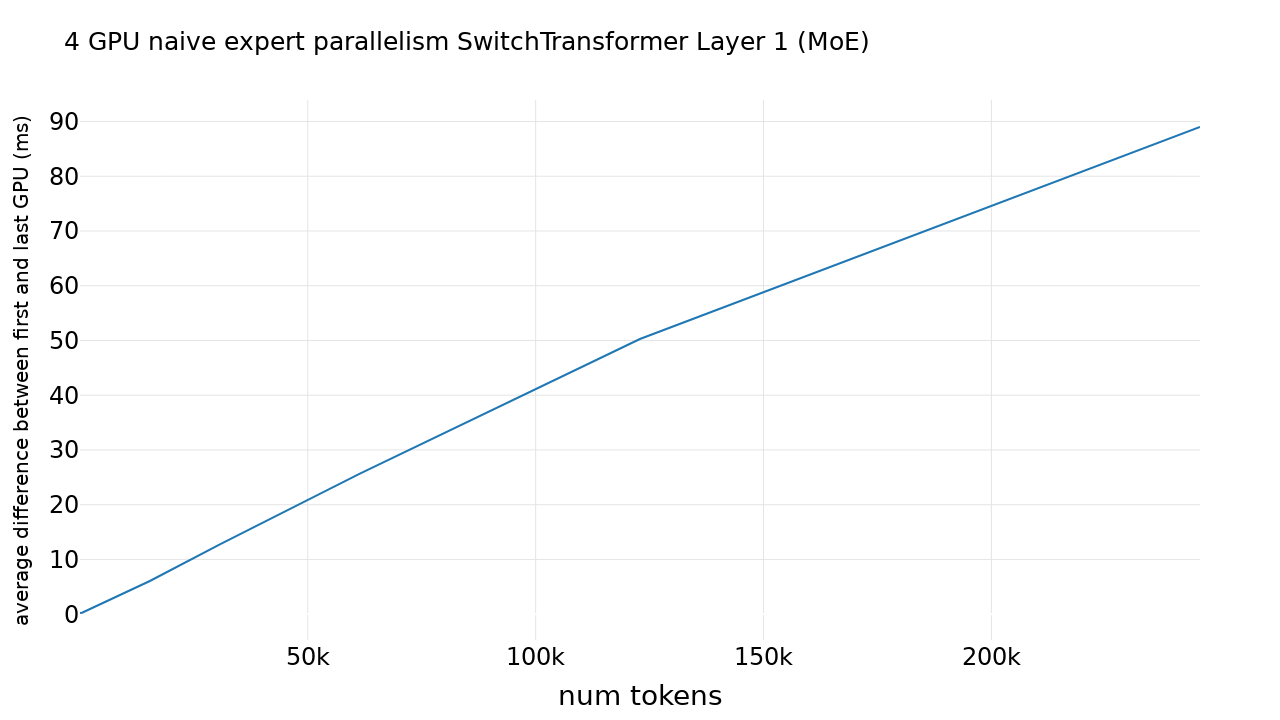 4 GPU naive expert parallelism SwitchTransformer Layer 1 (MoE)
average difference between first and last GPU (ms)
90
80
70
60
50
40
30
20
10
0
50k
100k
150k
200k
num tokens